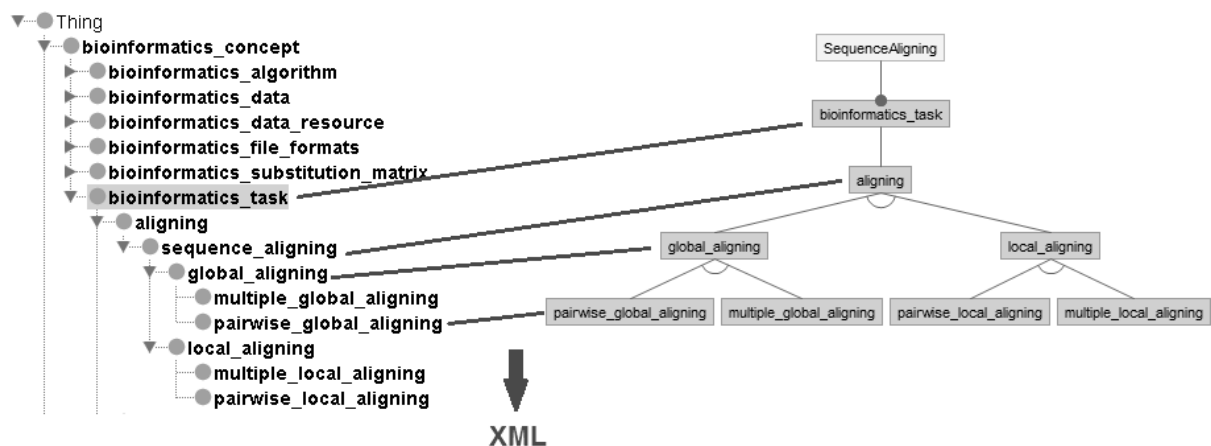 Thing
bioinformatics_concept
bioinformatics_algorithm
bioinformatics_data
bioinformatics_data_resource
bioinformatics_file_formats
bioinformatics_substitution_matrix
bioinformatics_task
aligning
sequence_aligning
global_aligning
multiple_global_aligning
pairwise_global_aligning
local_aligning
multiple_local_aligning
pairwise_local_aligning
SequenceAligning
bioinformatics_task
aligning
global_aligning local_aligning
pairwise_global_aligning multiple_global_aligning pairwise_local_aligning multiple_local_aligning
XML